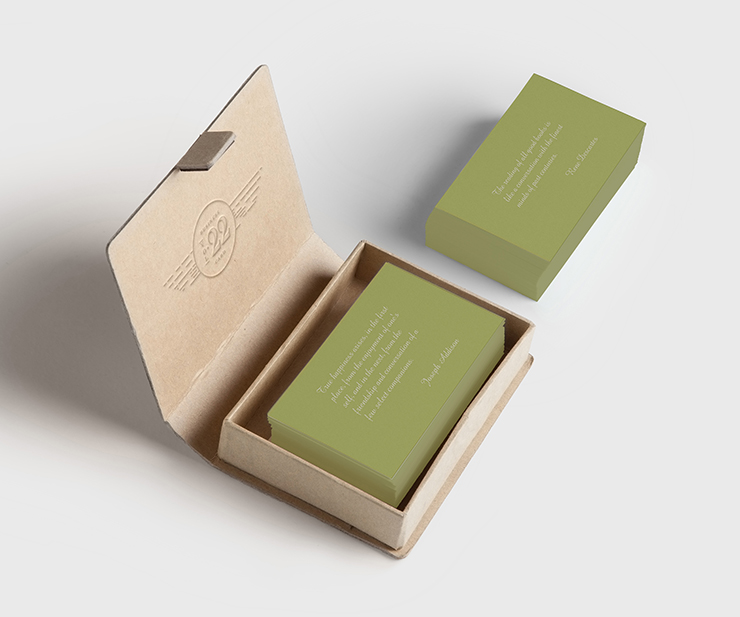 22
True happiness arises, in the first
place, from the enjoyment of one's
self, and in the next, from the
friendship and conversation of a
few select companions.
Joseph Addison
The reading of all good books is
like a conversation with the finest
minds of past centuries.
Rene Descartes